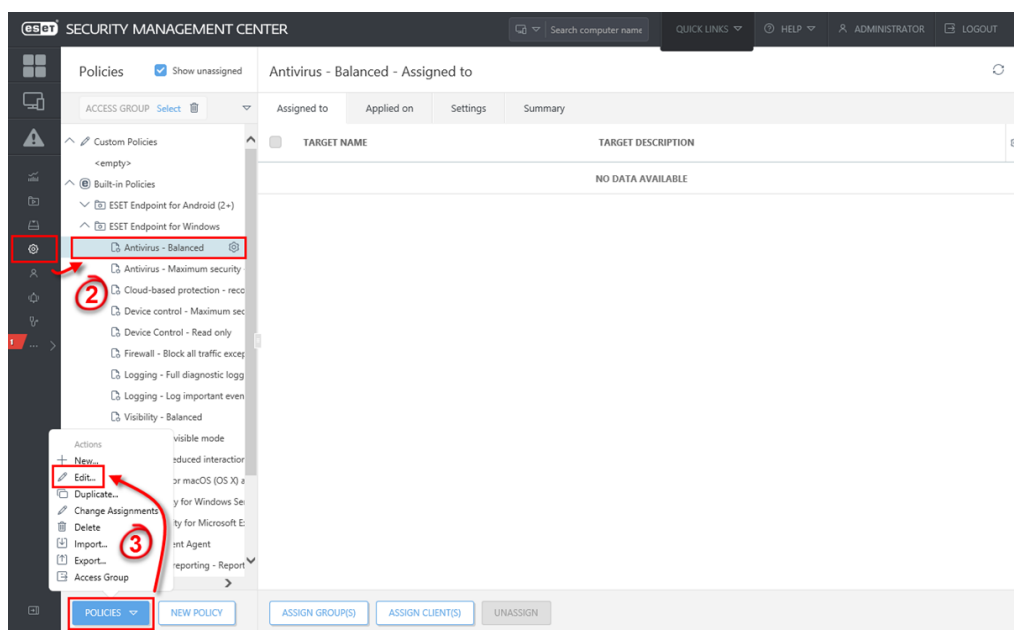 eseT SECURITY MANAGEMENT CENTER
Search computer name
QUICK LINKS
HELP
ADMINISTRATOR
LOGOUT
Policies
Show unassigned
Antivirus - Balanced - Assigned to
ACCESS GROUP Select
Assigned to
Applied on
Settings
Summary
TARGET NAME
TARGET DESCRIPTION
NO DATA AVAILABLE
Custom Policies
<empty>
Built-in Policies
ESET Endpoint for Android (2+)
ESET Endpoint for Windows
Antivirus - Balanced
Antivirus - Maximum security
2
Cloud-based protection - reco
Device control - Maximum sec
Device Control - Read only
1
...
Firewall - Block all traffic excep
Logging - Full diagnostic logg
Logging - Log important even
Visibility - Balanced
visible mode
educed interaction
or macOS (OS X) a
y for Windows Se
ity for Microsoft E
ent Agent
reporting - Report
Actions
New...
Edit...
Duplicate...
Change Assignments
Delete
Import...
3
Export...
Access Group
POLICIES
NEW POLICY
ASSIGN GROUP(S)
ASSIGN CLIENT(S)
UNASSIGN